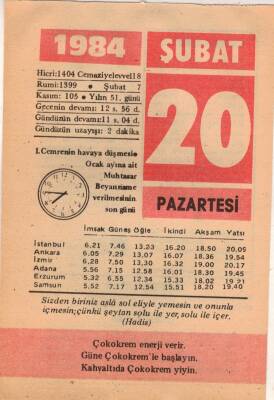 1984 ŞUBAT
Hicri:1404 Cemaziyelevvel18
Rumi:1399 • Şubat 7
Kasım: 105 • Yılın 51. günü
Gecenin devamı: 12 s. 56 d.
Gündüzün devamı:11 s. 04 d.
Gündüzün uzayışı: 2 dakika
20
I.Cemrenin havaya düşmesi•
Ocak ayına ait
Muhtasar
Beyanname
verilmesinin
son günü
PAZARTESİ
İmsak Güneş Öğle İkindi Akşam Yatsı
İstanbul 6.21 7.46 13.23 16.20 18.50 20.05
Ankara 6.05 7.29 13.07 16.07 18.36 19.54
İzmir 6.28 7.50 13.30 16.32 19.00 20.17
Adana 5.56 7.15 12.58 16.01 18.30 19.45
Erzurum 5.32 6.55 12.34 15.33 18.02 19.21
Samsun 5.52 7.17 12.54 15.51 18.20 19.40
Sizden biriniz aslâ sol eliyle yemesin ve onunla
içmesin;çünkü şeytan solu ile yer, solu ile içer.
(Hadis)
Çokokrem enerji verir.
Güne Çokokrem'le başlayın.
Kahvaltıda Çokokrem yiyin.